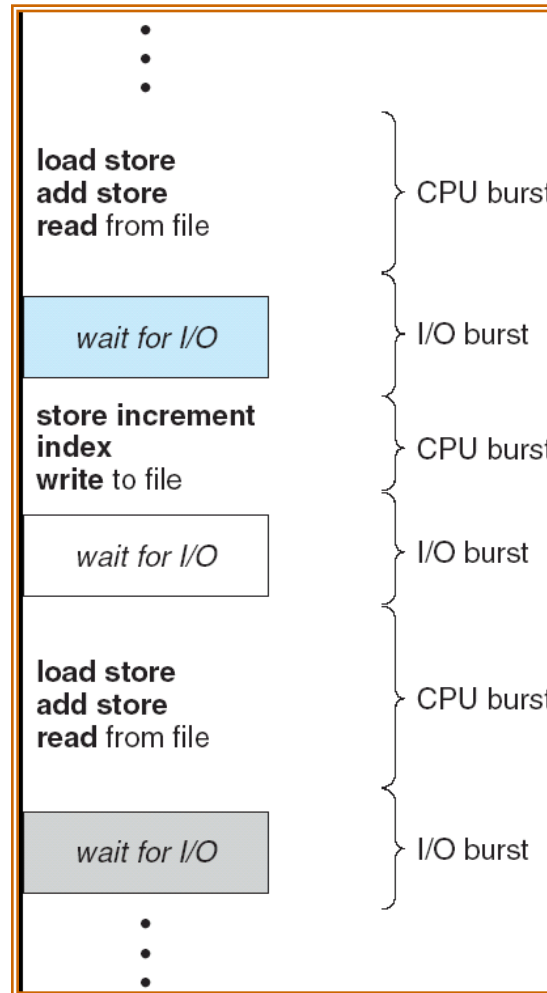 load store
add store
read from file
CPU burst
wait for I/O
I/O burst
store increment
index
write to file
CPU burst
wait for I/O
I/O burst
load store
add store
read from file
CPU burst
wait for I/O
I/O burst